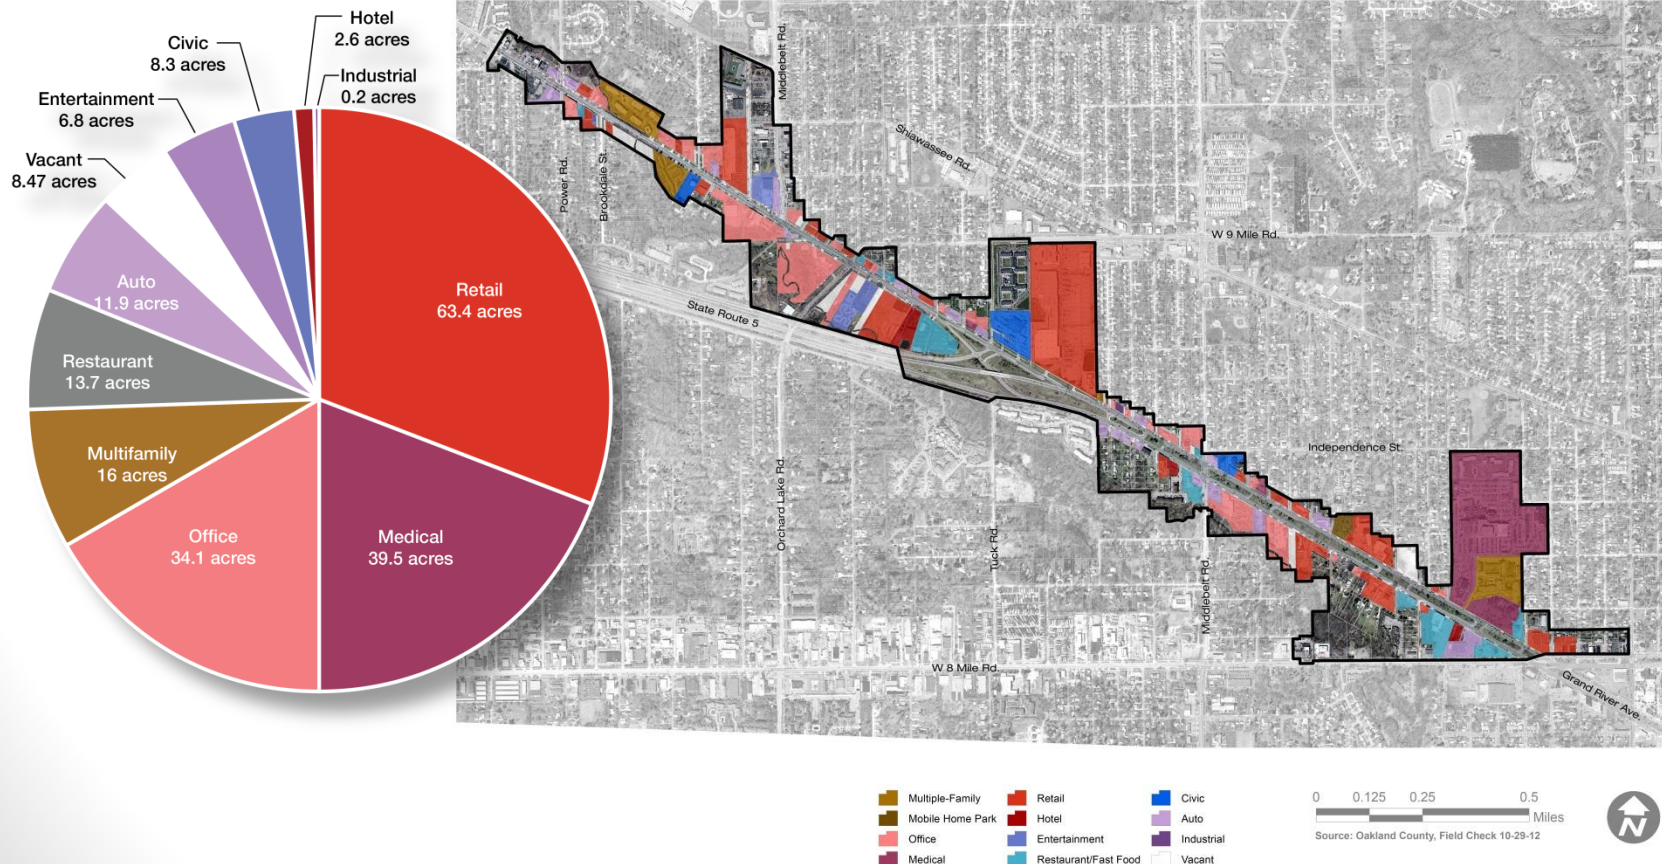 Hotel
2.6 acres
Civic
8.3 acres
Industrial
0.2 acres
Entertainment
6.8 acres
Vacant
8.47 acres
Auto
11.9 acres
Retail
63.4 acres
Restaurant
13.7 acres
Multifamily
16 acres
Office
34.1 acres
Medical
39.5 acres
Middlebelt Rd.
Shiawassee Rd.
Power Rd.
Brookdale St
W 9 Mile Rd.
State Route 5
Independence St.
Orchard Lake Rd.
Tuck Rd.
Middlebelt Rd.
W 8 Mile Rd.
Grand River Ave.
Multiple-Family
Mobile Home Park
Office
Medical
Retail
Hotel
Entertainment
Restaurant/Fast Food
Civic
Auto
Industrial
Vacant
0 0.125 0.25 0.5
Miles
Source: Oakland County, Field Check 10-29-12
N